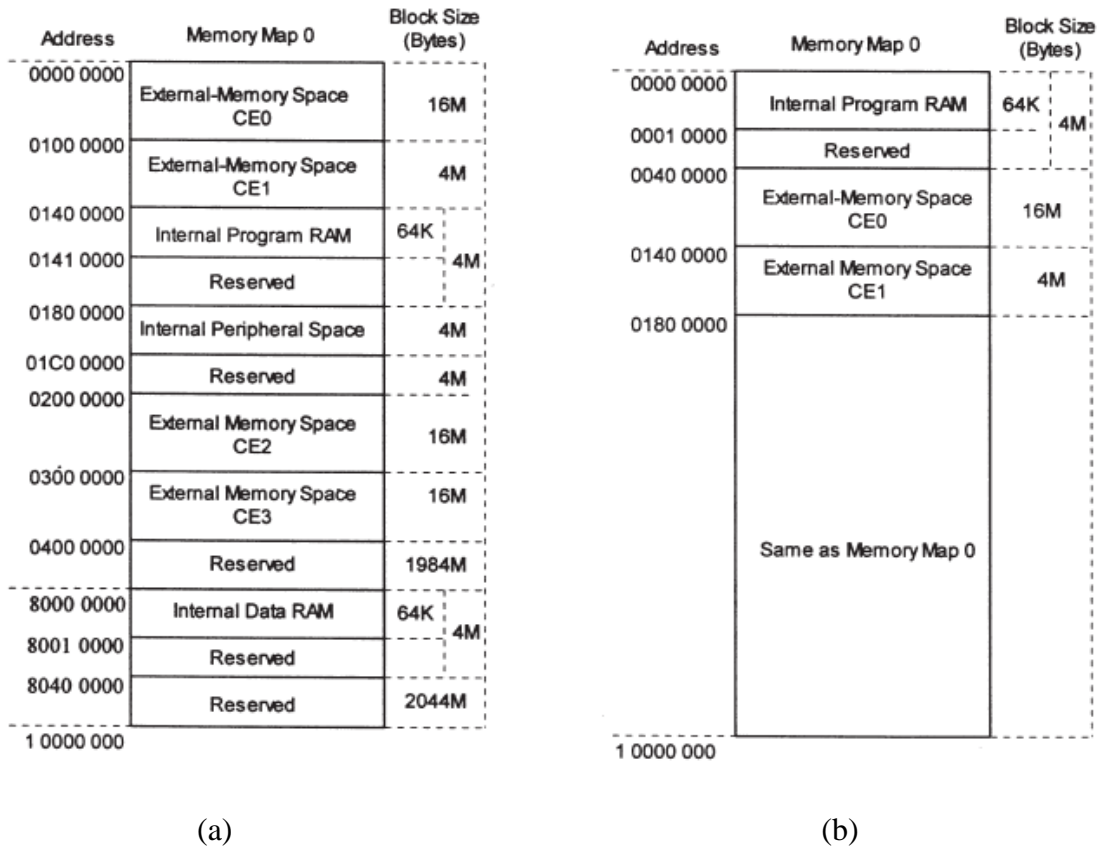 Address Memory Map 0 Block Size (Bytes)
0000 0000
External-Memory Space CE0 16M
0100 0000
External-Memory Space CE1 4M
0140 0000
Internal Program RAM 64K
4M
0141 0000
Reserved
0180 0000
Internal Peripheral Space 4M
01C0 0000
Reserved 4M
0200 0000
External Memory Space CE2 16M
0300 0000
External Memory Space CE3 16M
0400 0000
Reserved 1984M
8000 0000
Internal Data RAM 64K
4M
8001 0000
Reserved
8040 0000
Reserved 2044M
1 0000 000
(a)
Address Memory Map 0 Block Size (Bytes)
0000 0000
Internal Program RAM 64K
4M
0001 0000
Reserved
0040 0000
External-Memory Space CE0 16M
0140 0000
External Memory Space CE1 4M
0180 0000
Same as Memory Map 0
1 0000 000
(b)